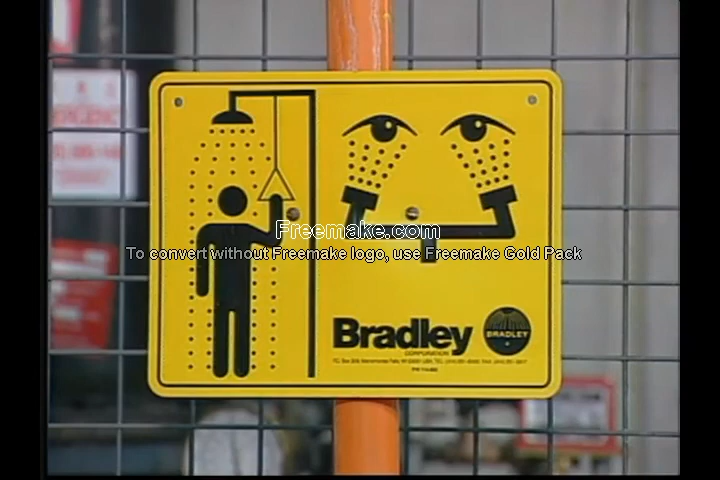 Freemake.com
To convert without Freemake logo, use Freemake Gold Pack
Bradley
CORPORATION
BRADLEY